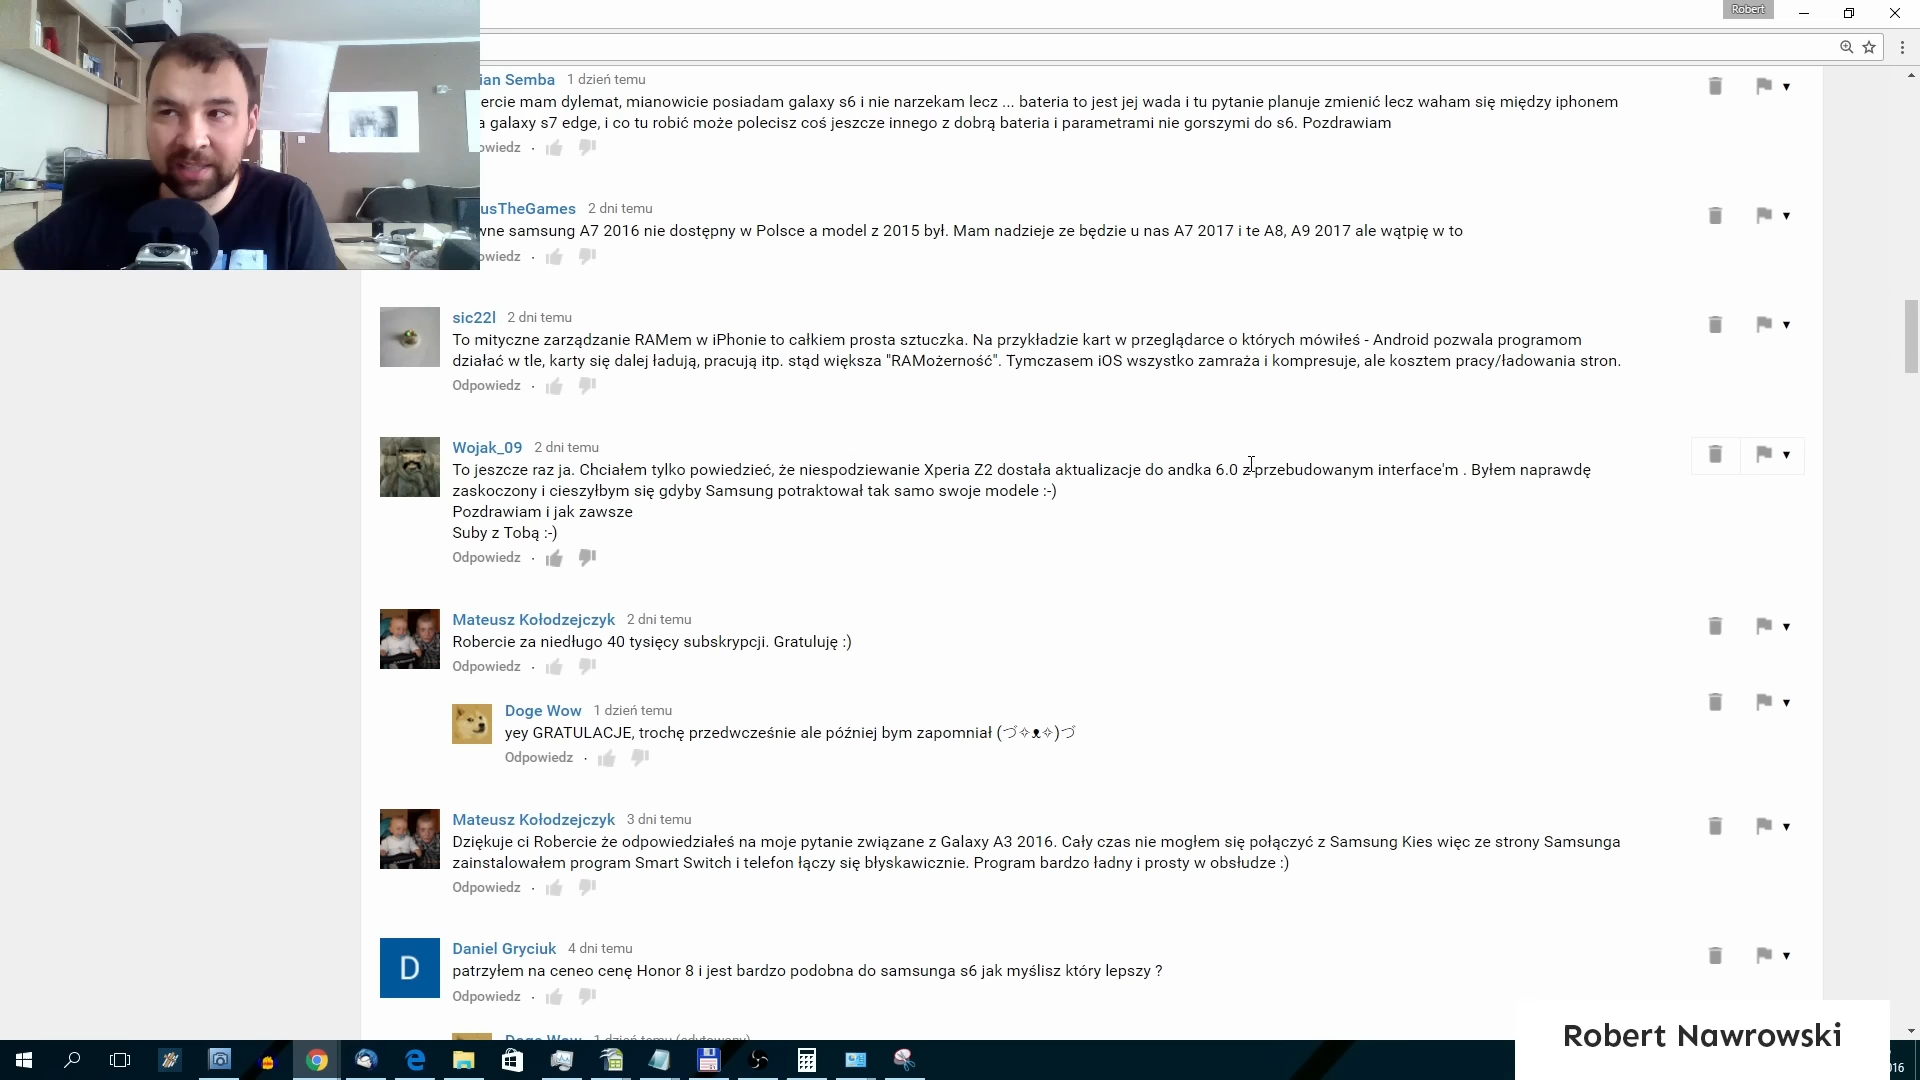 Robert
ian Semba 1 dzień temu
ercie mam dylemat, mianowicie posiadam galaxy s6 i nie narzekam lecz ... bateria to jest jej wada i tu pytanie planuje zmienić lecz waham się między iphonem
a galaxy s7 edge, i co tu robić może polecisz coś jeszcze innego z dobrą bateria i parametrami nie gorszymi do s6. Pozdrawiam
owiedz ·
usTheGames 2 dni temu
wne samsung A7 2016 nie dostępny w Polsce a model z 2015 był. Mam nadzieje ze będzie u nas A7 2017 i te A8, A9 2017 ale wątpię w to
owiedz ·
sic22l 2 dni temu
To mityczne zarządzanie RAMem w iPhonie to całkiem prosta sztuczka. Na przykładzie kart w przeglądarce o których mówiłeś - Android pozwala programom
działać w tle, karty się dalej ładują, pracują itp. stąd większa "RAMożerność". Tymczasem iOS wszystko zamraża i kompresuje, ale kosztem pracy/ładowania stron.
Odpowiedz ·
Wojak_09 2 dni temu
To jeszcze raz ja. Chciałem tylko powiedzieć, że niespodziewanie Xperia Z2 dostała aktualizacje do andka 6.0 z przebudowanym interface'm . Byłem naprawdę
zaskoczony i cieszyłbym się gdyby Samsung potraktował tak samo swoje modele :-)
Pozdrawiam i jak zawsze
Suby z Tobą :-)
Odpowiedz ·
Mateusz Kołodzejczyk 2 dni temu
Robercie za niedługo 40 tysięcy subskrypcji. Gratuluję :)
Odpowiedz ·
Doge Wow 1 dzień temu
yey GRATULACJE, trochę przedwcześnie ale później bym zapomniał (づ✧ᴥ✧)づ
Odpowiedz ·
Mateusz Kołodzejczyk 3 dni temu
Dziękuje ci Robercie że odpowiedziałeś na moje pytanie związane z Galaxy A3 2016. Cały czas nie mogłem się połączyć z Samsung Kies więc ze strony Samsunga
zainstalowałem program Smart Switch i telefon łączy się błyskawicznie. Program bardzo ładny i prosty w obsłudze :)
Odpowiedz ·
D
Daniel Gryciuk 4 dni temu
patrzyłem na ceneo cenę Honor 8 i jest bardzo podobna do samsunga s6 jak myślisz który lepszy ?
Odpowiedz ·
Doge Wow 1 dzień temu (edytowany)
Robert Nawrowski
016